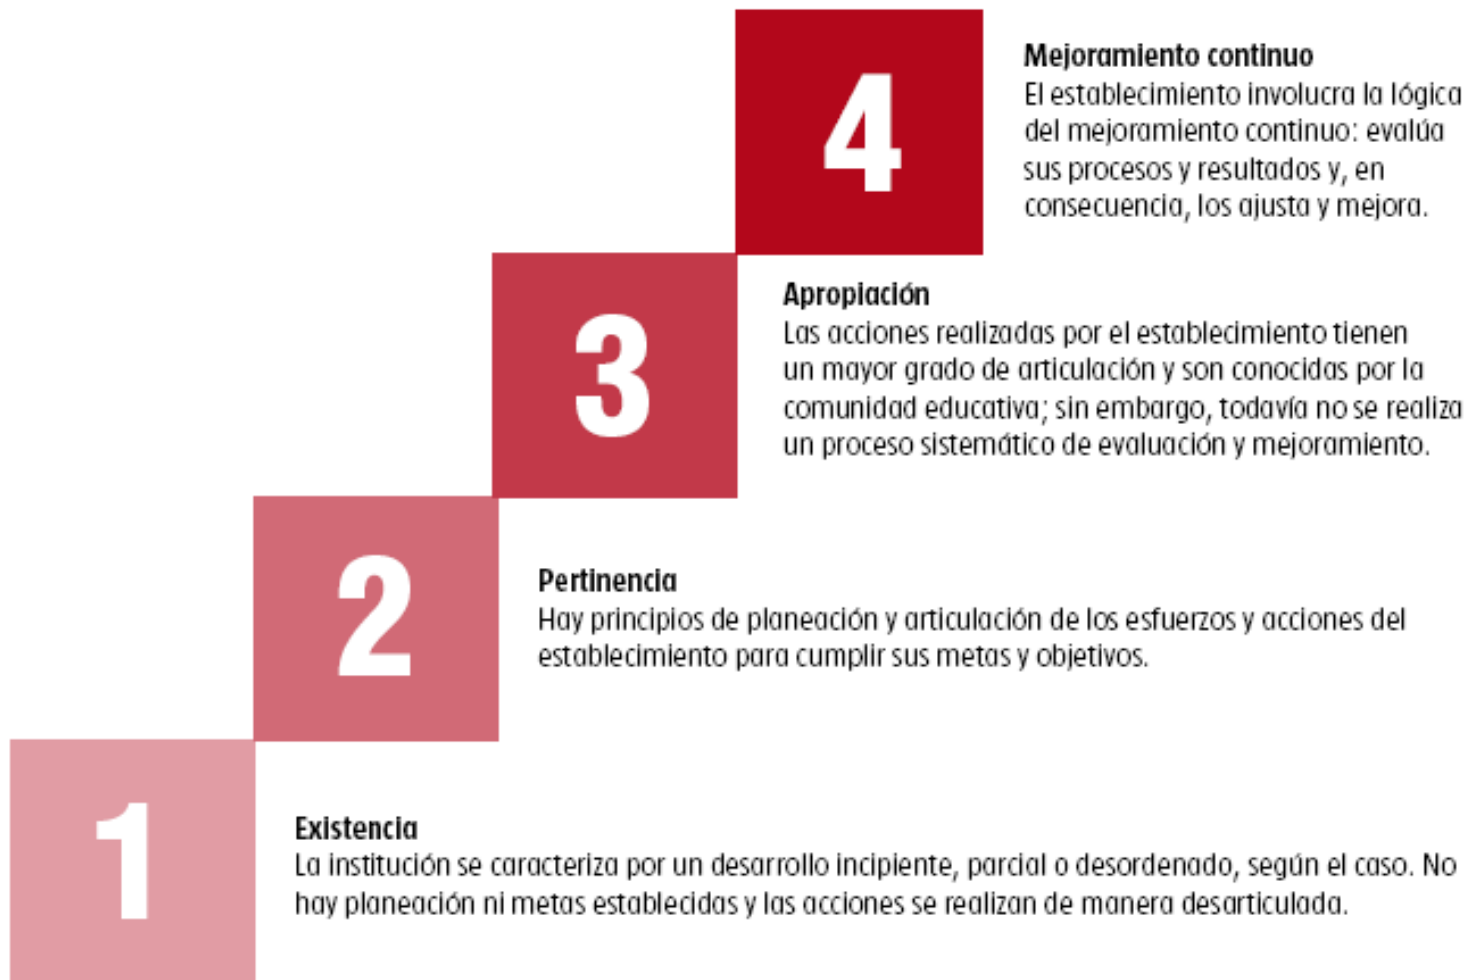 4
Mejoramiento continuo
El establecimiento involucra la lógica
del mejoramiento continuo: evalúa
sus procesos y resultados y, en
consecuencia, los ajusta y mejora.
3
Apropiación
Las acciones realizadas por el establecimiento tienen
un mayor grado de articulación y son conocidas por la
comunidad educativa; sin embargo, todavía no se realiza
un proceso sistemático de evaluación y mejoramiento.
2
Pertinencia
Hay principios de planeación y articulación de los esfuerzos y acciones del
establecimiento para cumplir sus metas y objetivos.
1
Existencia
La institución se caracteriza por un desarrollo incipiente, parcial o desordenado, según el caso. No
hay planeación ni metas establecidas y las acciones se realizan de manera desarticulada.